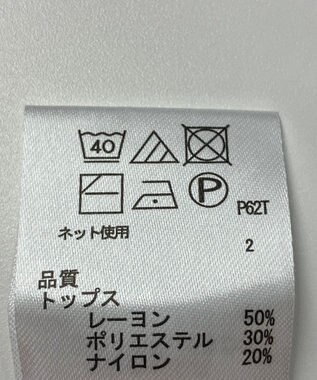 40
P P62T
ネット使用 2
品質
トップス
レーヨン 50%
ポリエステル 30%
ナイロン 20%